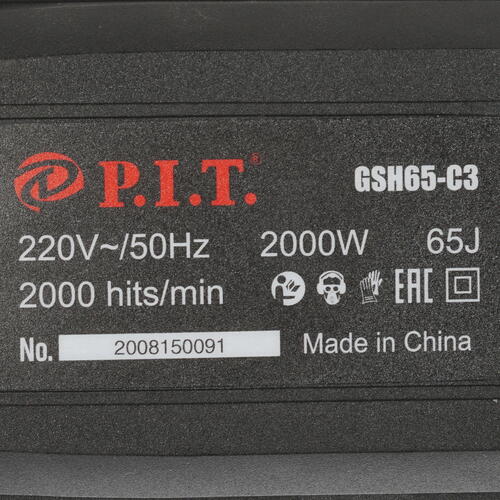 P.I.T.® GSH65-C3
220V~/50Hz 2000W 65J
2000 hits/min EAC
No. 2008150091 Made in China